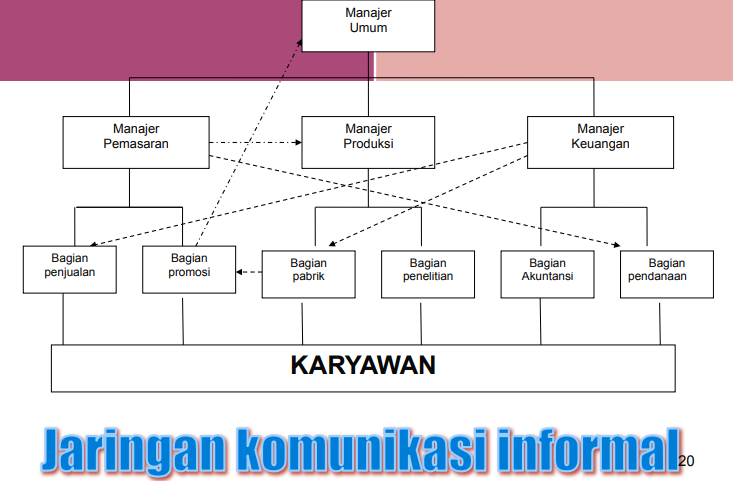 Manajer
Umum
Manajer
Pemasaran
Manajer
Produksi
Manajer
Keuangan
Bagian
penjualan
Bagian
promosi
Bagian
pabrik
Bagian
penelitian
Bagian
Akuntansi
Bagian
pendanaan
KARYAWAN
Jaringan komunikasi informal
20